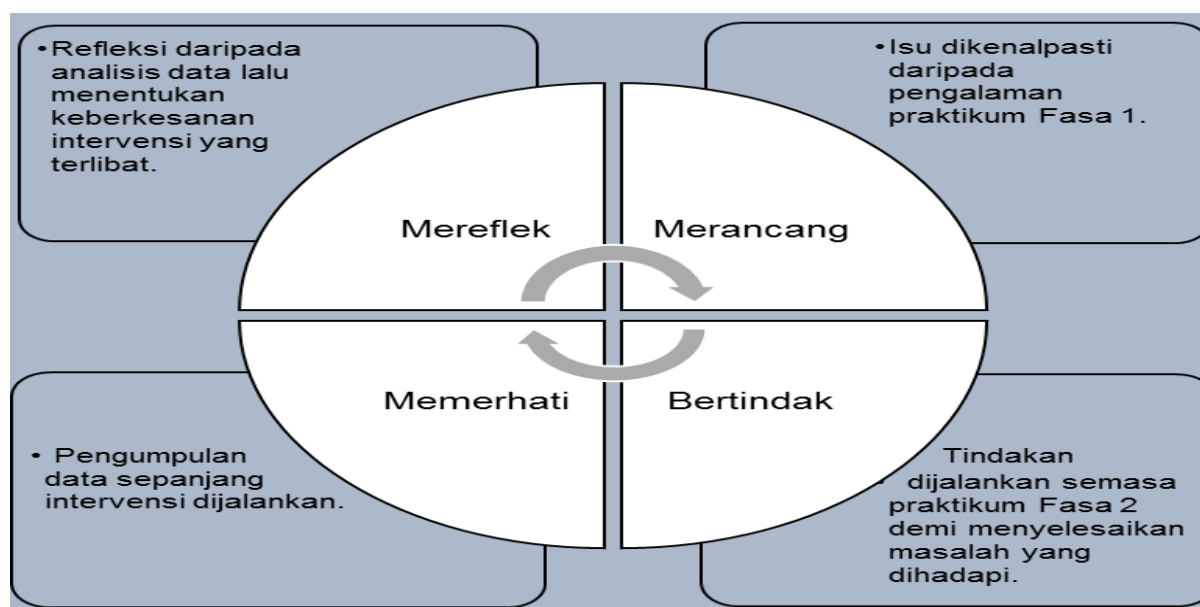 •Refleksi daripada
analisis data lalu
menentukan
keberkesanan
intervensi yang
terlibat.
•Isu dikenalpasti
daripada
pengalaman
praktikum Fasa 1.
Mereflek
Merancang
Memerhati
Bertindak
• Pengumpulan
data sepanjang
intervensi dijalankan.
Tindakan
• dijalankan semasa
praktikum Fasa 2
demi menyelesaikan
masalah yang
dihadapi.